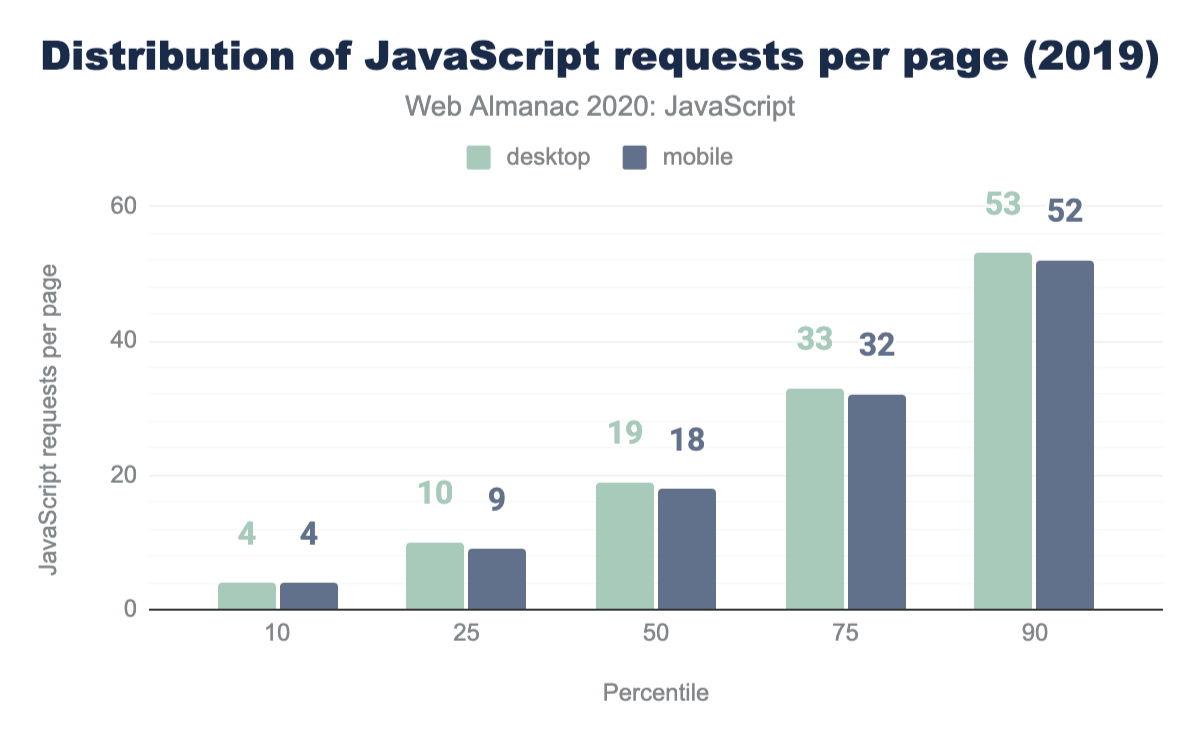 Distribution of JavaScript requests per page (2019)
Web Almanac 2020: JavaScript
desktop mobile
JavaScript requests per page
60
40
20
0
4 4
10 9
19 18
33 32
53 52
10 25 50 75 90
Percentile